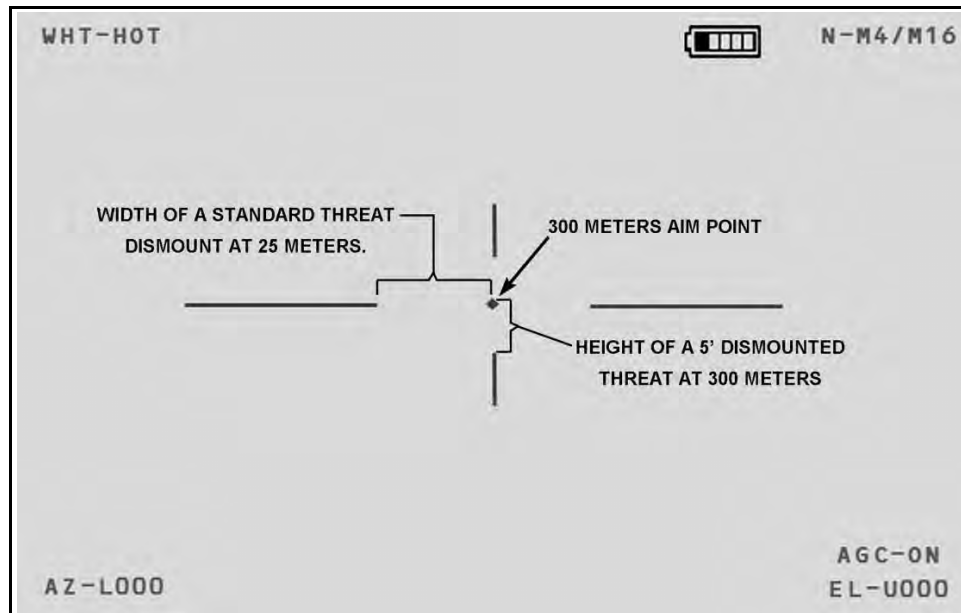 WHT-HOT
N-M4/M16
WIDTH OF A STANDARD THREAT
DISMOUNT AT 25 METERS.
300 METERS AIM POINT
HEIGHT OF A 5' DISMOUNTED
THREAT AT 300 METERS
AGC-ON
AZ-L000
EL-U000